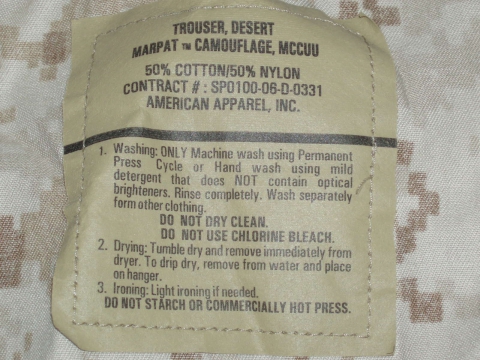 TROUSER, DESERT
MARPAT ™ CAMOUFLAGE, MCCUU
50% COTTON/50% NYLON
CONTRACT # : SPO100-06-D-0331
AMERICAN APPAREL, INC.
1. Washing: ONLY Machine wash using Permanent
Press Cycle or Hand wash using mild
detergent that does NOT contain optical
brighteners. Rinse completely. Wash separately
form other clothing.
DO NOT DRY CLEAN.
DO NOT USE CHLORINE BLEACH.
2. Drying: Tumble dry and remove immediately from
dryer. To drip dry, remove from water and place
on hanger.
3. Ironing: Light ironing if needed.
DO NOT STARCH OR COMMERCIALLY HOT PRESS.